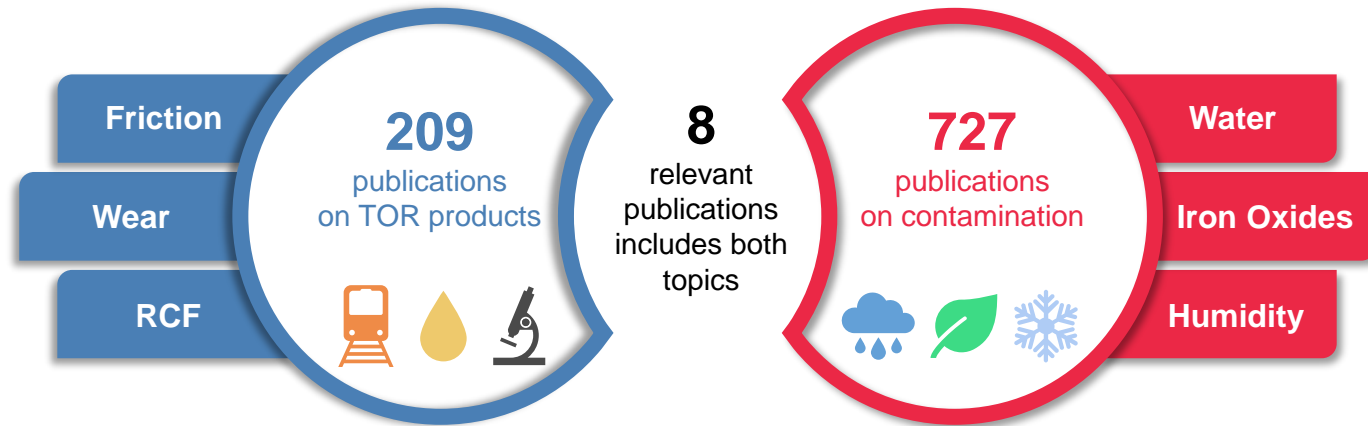 Friction
Wear
RCF
209
publications
on TOR products
8
relevant
publications
includes both
topics
727
publications
on contamination
Water
Iron Oxides
Humidity